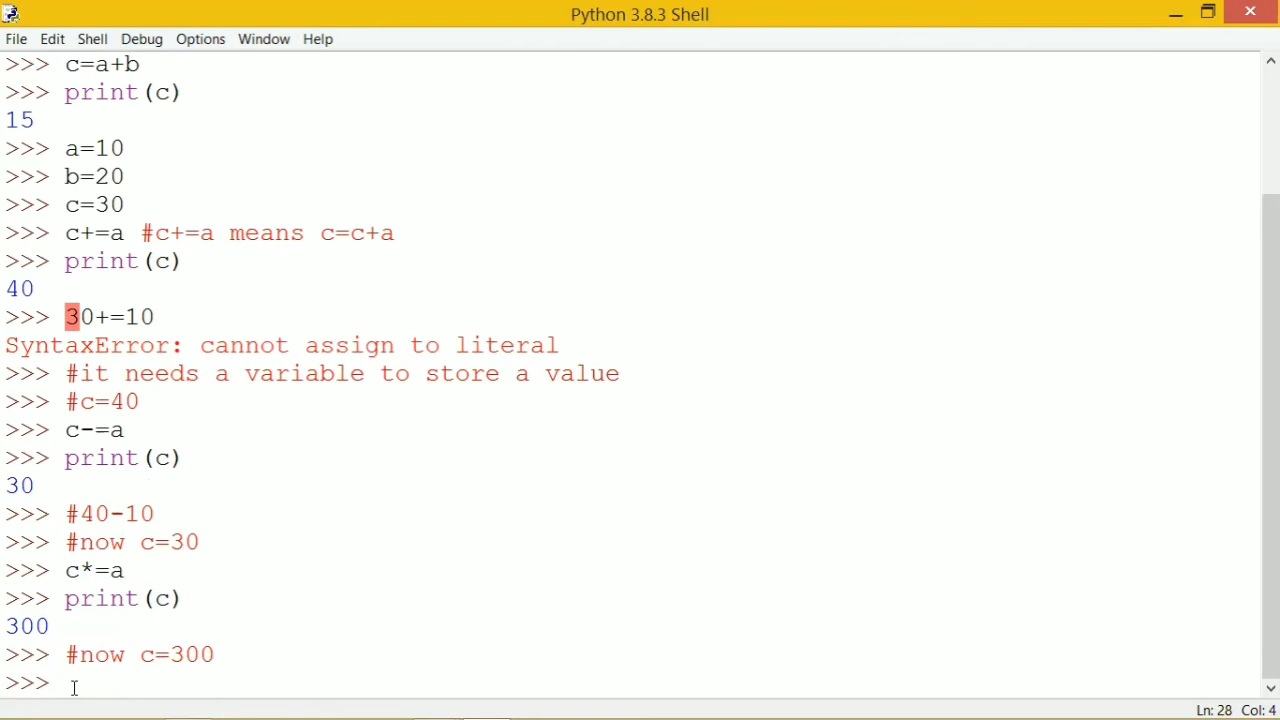 Python 3.8.3 Shell
File Edit Shell Debug Options Window Help
>>> c=a+b
>>> print(c)
15
>>> a=10
>>> b=20
>>> c=30
>>> c+=a #c+=a means c=c+a
>>> print(c)
40
>>> 30+=10
SyntaxError: cannot assign to literal
>>> #it needs a variable to store a value
>>> #c=40
>>> c-=a
>>> print(c)
30
>>> #40-10
>>> #now c=30
>>> c*=a
>>> print(c)
300
>>> #now c=300
>>>
Ln: 28 Col: 4